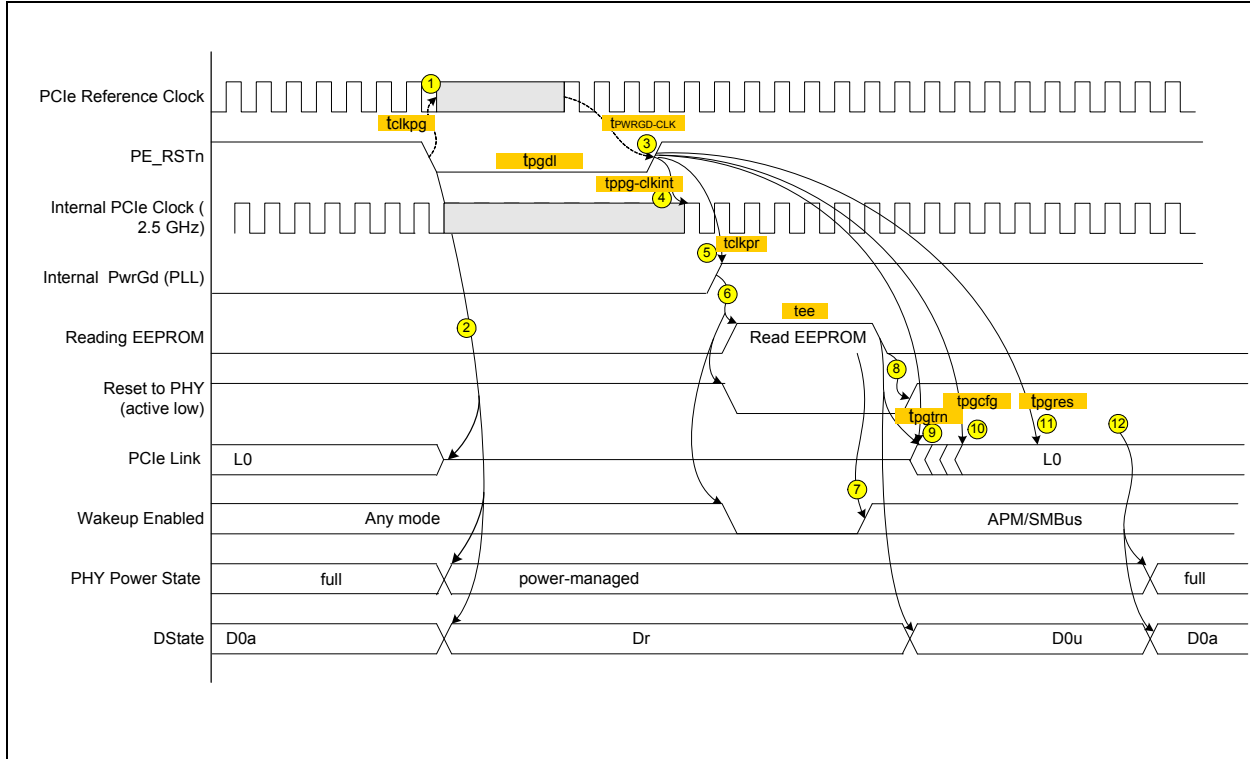 1
PCIe Reference Clock
tclkpg
tPWRGD-CLK
3
PE_RSTn
tpgdl
tppg-clkint
4
Internal PCIe Clock (
2.5 GHz)
tclkpr
5
Internal PwrGd (PLL)
6
tee
2
Reading EEPROM
Read EEPROM
8
Reset to PHY
(active low)
tpgcfg
tpgres
tpgtrn
9
10
11
12
PCIe Link
L0
L0
7
Wakeup Enabled
Any mode
APM/SMBus
PHY Power State
full
power-managed
full
DState
D0a
Dr
D0u
D0a